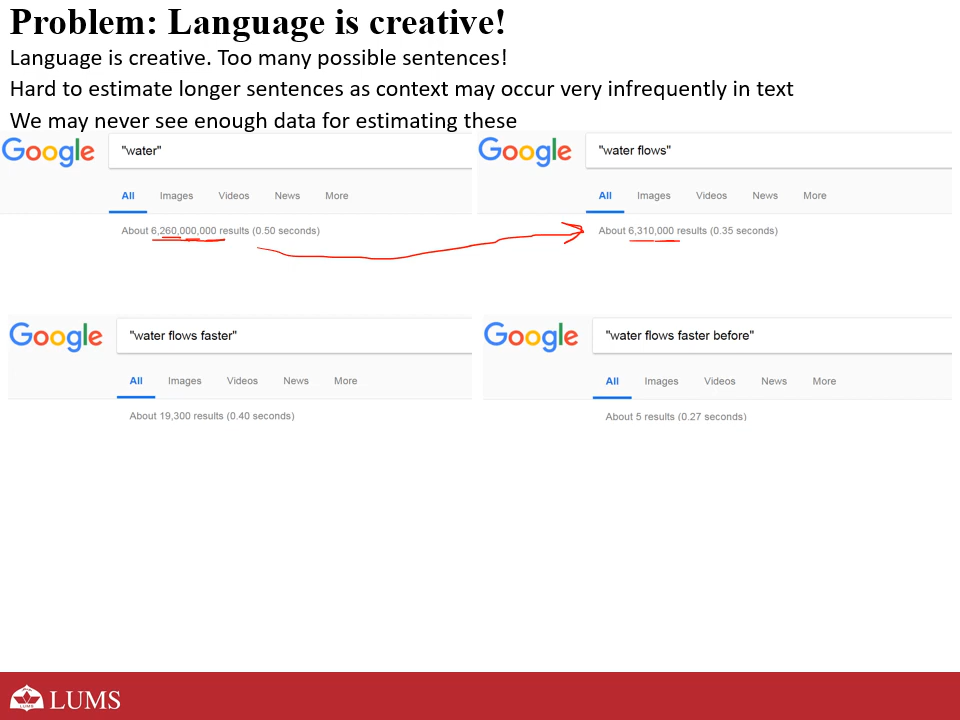 Problem: Language is creative!
Language is creative. Too many possible sentences!
Hard to estimate longer sentences as context may occur very infrequently in text
We may never see enough data for estimating these
Google "water"
All Images Videos News More
About 6,260,000,000 results (0.50 seconds)
Google "water flows"
All Images Videos News More
About 6,310,000 results (0.35 seconds)
Google "water flows faster"
All Images Videos News More
About 19,300 results (0.40 seconds)
Google "water flows faster before"
All Images Videos News More
About 5 results (0.27 seconds)
LUMS
LUMS